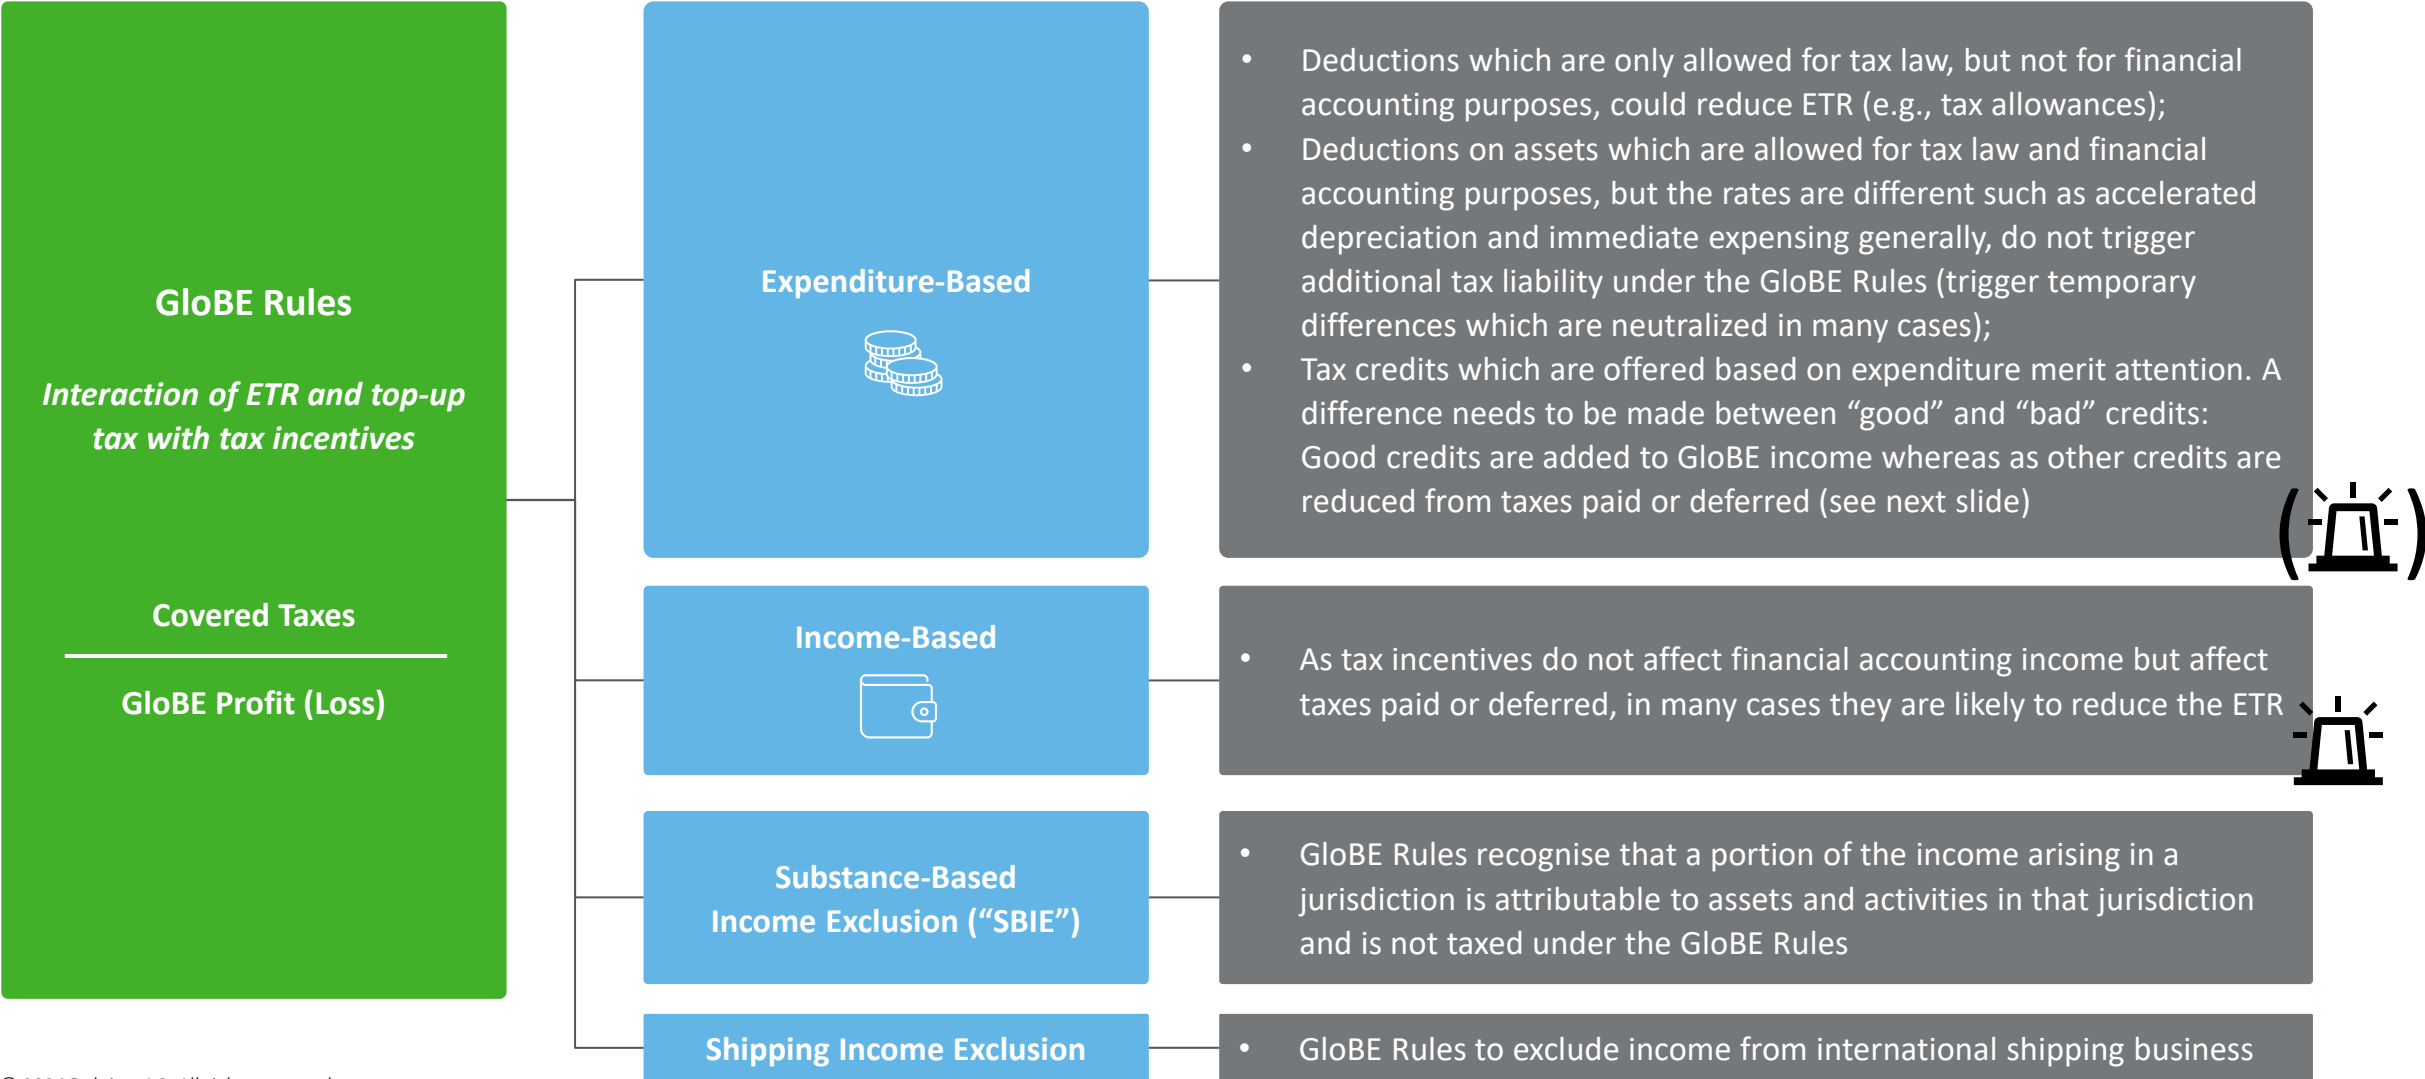 GloBE Rules
Interaction of ETR and top-up
tax with tax incentives
Covered Taxes
GloBE Profit (Loss)
Expenditure-Based
• Deductions which are only allowed for tax law, but not for financial
accounting purposes, could reduce ETR (e.g., tax allowances);
• Deductions on assets which are allowed for tax law and financial
accounting purposes, but the rates are different such as accelerated
depreciation and immediate expensing generally, do not trigger
additional tax liability under the GloBE Rules (trigger temporary
differences which are neutralized in many cases);
• Tax credits which are offered based on expenditure merit attention. A
difference needs to be made between “good” and “bad” credits:
Good credits are added to GloBE income whereas as other credits are
reduced from taxes paid or deferred (see next slide)
( )
Income-Based
• As tax incentives do not affect financial accounting income but affect
taxes paid or deferred, in many cases they are likely to reduce the ETR
Substance-Based
Income Exclusion (“SBIE”)
• GloBE Rules recognise that a portion of the income arising in a
jurisdiction is attributable to assets and activities in that jurisdiction
and is not taxed under the GloBE Rules
Shipping Income Exclusion
• GloBE Rules to exclude income from international shipping business